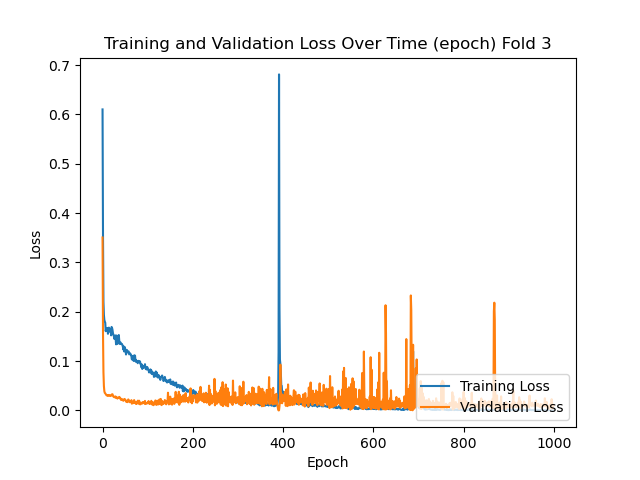 Training and Validation Loss Over Time (epoch) Fold 3
0.7
0.6
0.5
0.4
0.3
0.2
0.1
0.0
Loss
Training Loss
Validation Loss
0 200 400 600 800 1000
Epoch